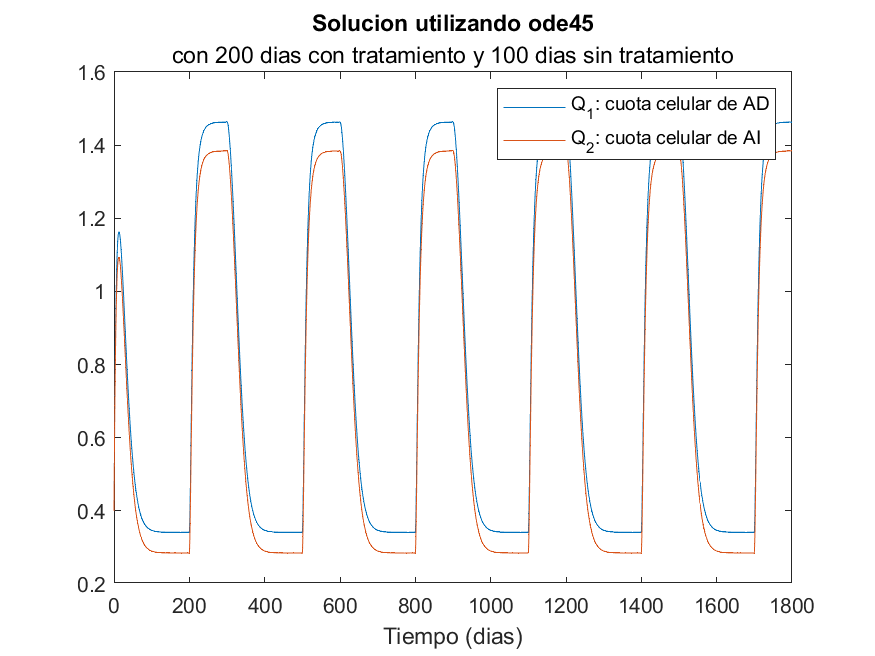 Solucion utilizando ode45
con 200 dias con tratamiento y 100 dias sin tratamiento
1.6
1.4
1.2
1
0.8
0.6
0.4
0.2
Q1: cuota celular de AD
Q2: cuota celular de AI
0 200 400 600 800 1000 1200 1400 1600 1800
Tiempo (dias)